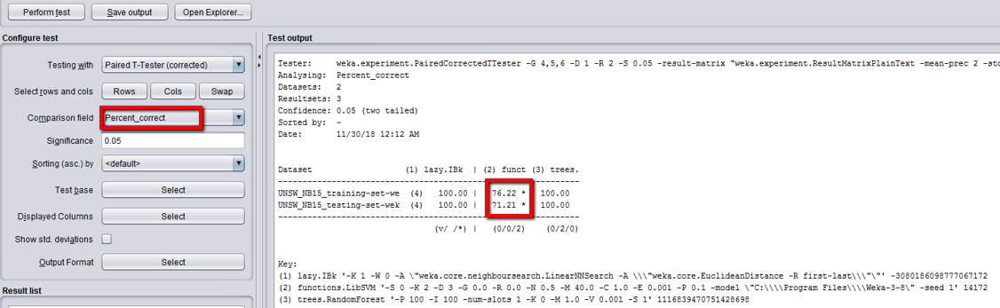 Perform test Save output Open Explorer...
Configure test
Testing with Paired T-Tester (corrected)
Select rows and cols Rows Cols Swap
Comparison field Percent_correct
Significance 0.05
Sorting (asc.) by <default>
Test base Select
Displayed Columns Select
Show std. deviations
Output Format Select
Result list
Test output
Tester: weka.experiment.PairedCorrectedTTester -G 4,5,6 -D 1 -R 2 -S 0.05 -result-matrix "weka.experiment.ResultMatrixPlainText -mean-prec 2 -stc
Analysing: Percent_correct
Datasets: 2
Resultsets: 3
Confidence: 0.05 (two tailed)
Sorted by: -
Date: 11/30/18 12:12 AM
Dataset (1) lazy.IBk | (2) funct (3) trees.
----------------------------------------------------------------
UNSW_NB15_training-set-we (4) 100.00 | 76.22 * 100.00
UNSW_NB15_testing-set-wek (4) 100.00 | 71.21 * 100.00
----------------------------------------------------------------
(v/ /*) | (0/0/2) (0/2/0)
Key:
(1) lazy.IBk '-K 1 -W 0 -A \"weka.core.neighboursearch.LinearNNSearch -A \\\"weka.core.EuclideanDistance -R first-last\\\"\"' -3080186098777067172
(2) functions.LibSVM '-S 0 -K 2 -D 3 -G 0.0 -R 0.0 -N 0.5 -M 40.0 -C 1.0 -E 0.001 -P 0.1 -model \"C:\\\\Program Files\\\\Weka-3-8\" -seed 1' 14172
(3) trees.RandomForest '-P 100 -I 100 -num-slots 1 -K 0 -M 1.0 -V 0.001 -S 1' 1116839470751428698